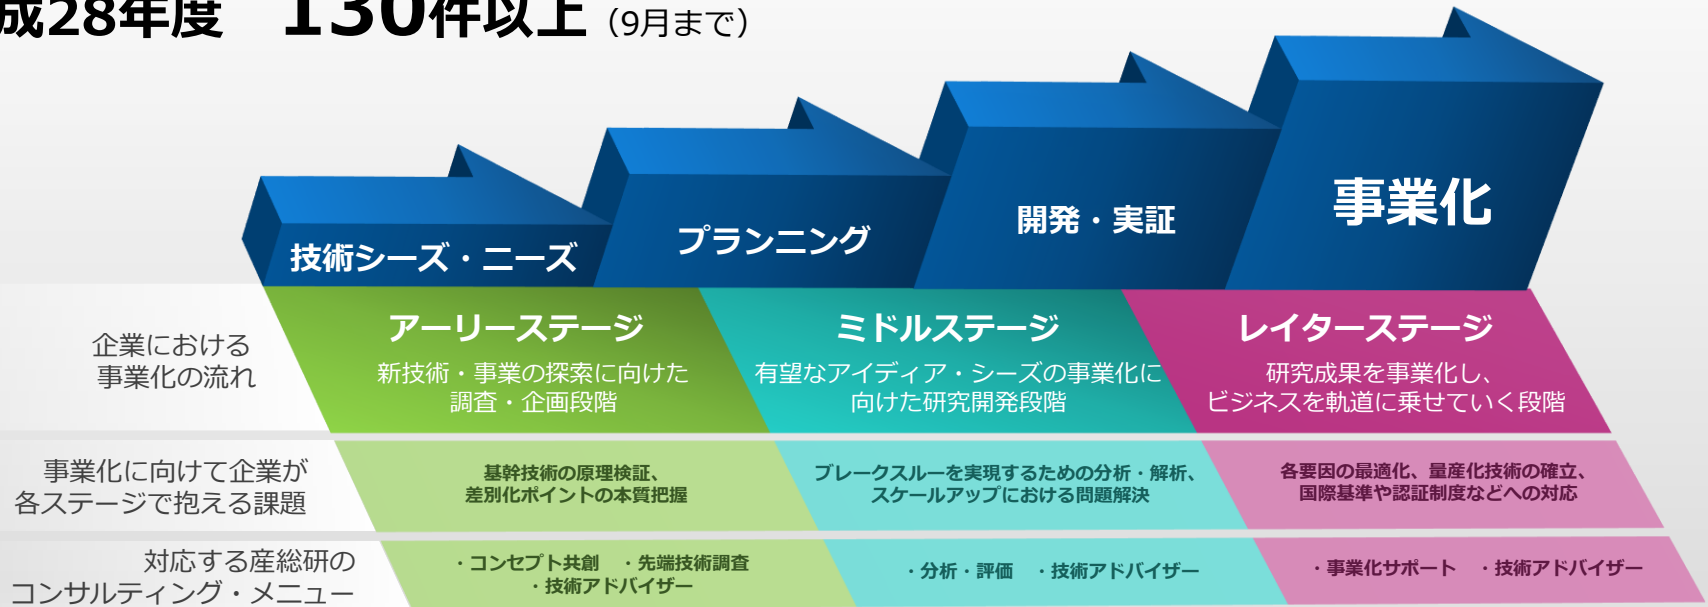 成28年度　130件以上（9月まで）
技術シーズ・ニーズ
プランニング
開発・実証
事業化
企業における
事業化の流れ
アーリーステージ
新技術・事業の探索に向けた
調査・企画段階
ミドルステージ
有望なアイディア・シーズの事業化に
向けた研究開発段階
レイターステージ
研究成果を事業化し、
ビジネスを軌道に乗せていく段階
事業化に向けて企業が
各ステージで抱える課題
基幹技術の原理検証、
差別化ポイントの本質把握
ブレークスルーを実現するための分析・解析、
スケールアップにおける問題解決
各要因の最適化、量産化技術の確立、
国際基準や認証制度などへの対応
対応する産総研の
コンサルティング・メニュー
・コンセプト共創　・先端技術調査
・技術アドバイザー
・分析・評価　・技術アドバイザー
・事業化サポート　・技術アドバイザー